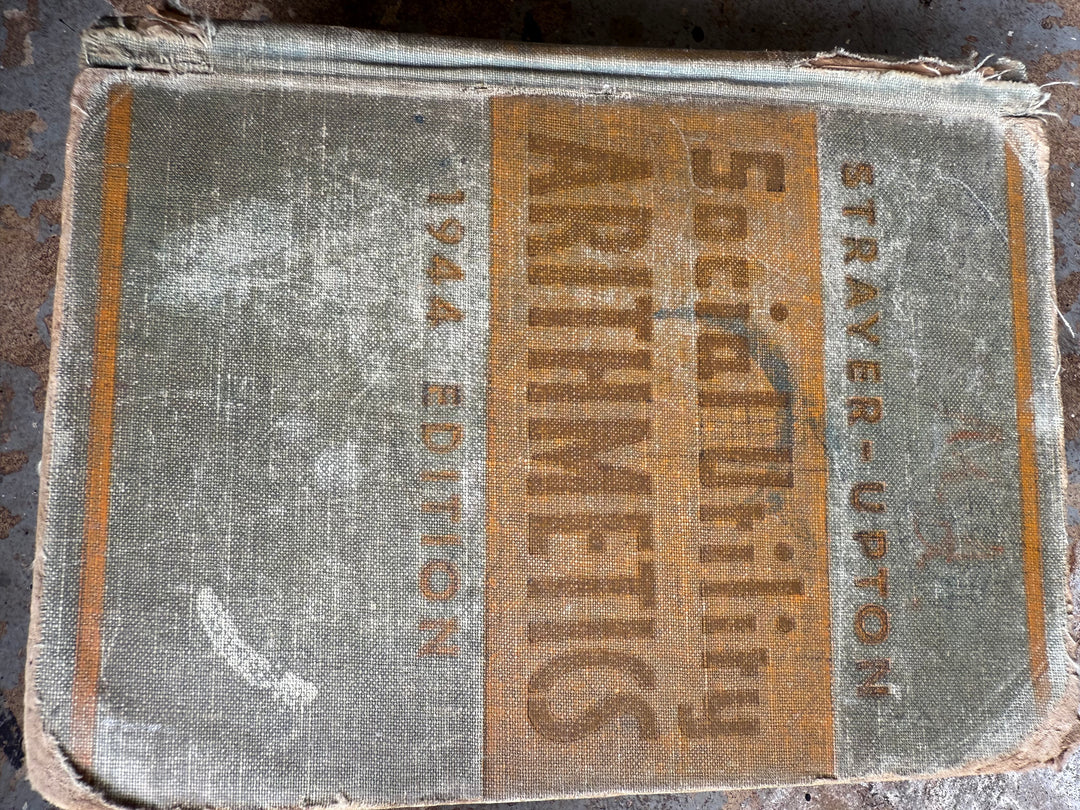 STRAYER-UPTON
Social Utility
ARITHMETICS
1944 EDITION